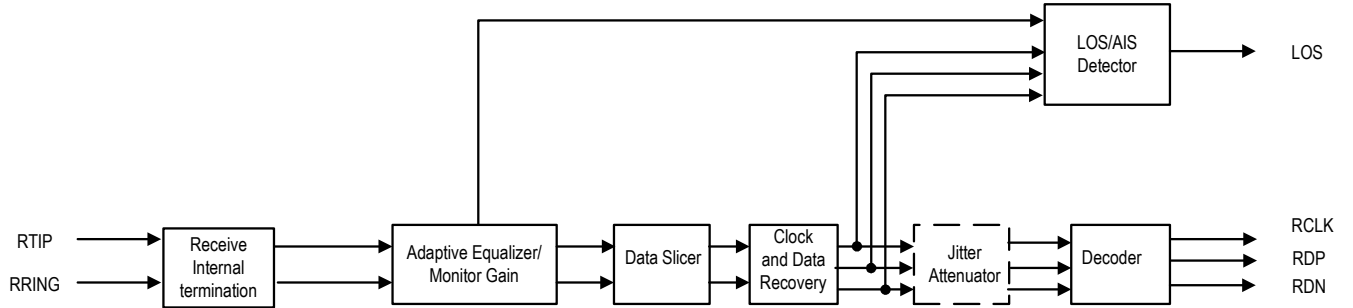 LOS/AIS
Detector
LOS
RTIP
RRING
Receive
Internal
termination
Adaptive Equalizer/
Monitor Gain
Data Slicer
Clock
and Data
Recovery
Jitter
Attenuator
Decoder
RCLK
RDP
RDN